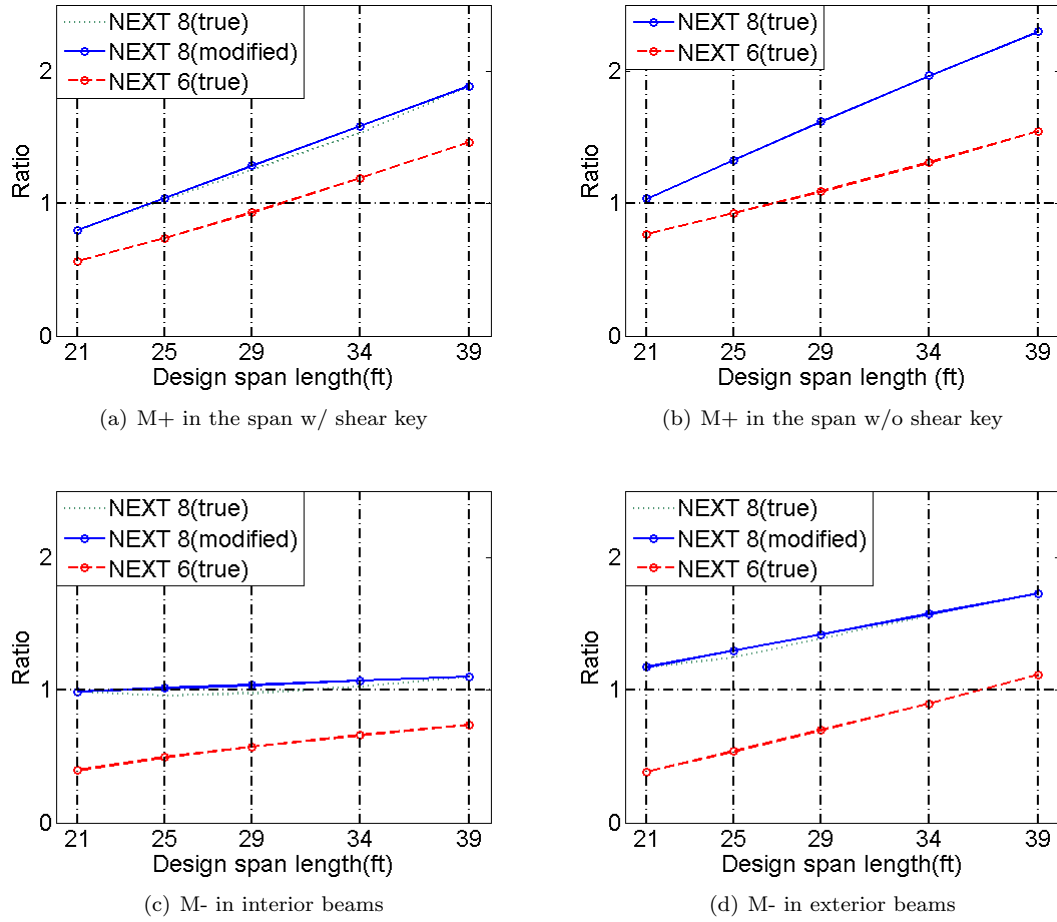 NEXT 8(true)
NEXT 8(modified)
NEXT 6(true)
2
1
0
Ratio
21 25 29 34 39
Design span length(ft)
(a) M+ in the span w/ shear key
NEXT 8(true)
NEXT 6(true)
2
1
0
Ratio
21 25 29 34 39
Design span length (ft)
(b) M+ in the span w/o shear key
NEXT 8(true)
NEXT 8(modified)
NEXT 6(true)
2
1
0
Ratio
21 25 29 34 39
Design span length(ft)
(c) M- in interior beams
NEXT 8(true)
NEXT 8(modified)
NEXT 6(true)
2
1
0
Ratio
21 25 29 34 39
Design span length(ft)
(d) M- in exterior beams